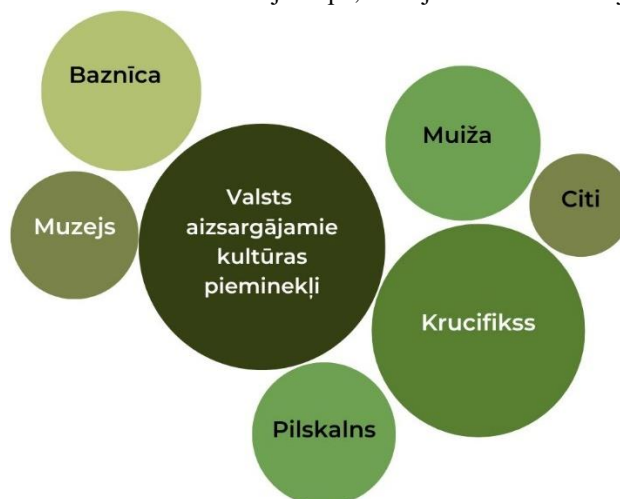 Baznīca
Muiža
Citi
Muzejs
Valsts
aizsargājamie
kultūras
pieminekļi
Krucifikss
Pilskalns